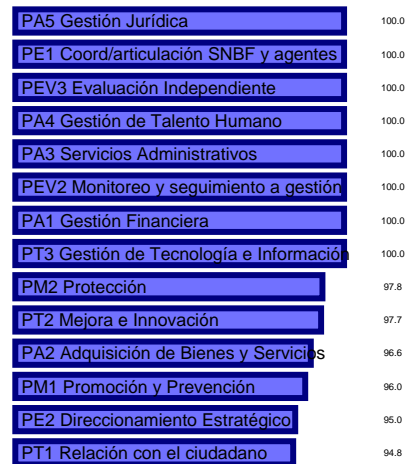 PA5 Gestión Jurídica 100.0
PE1 Coord/articulación SNBF y agentes 100.0
PEV3 Evaluación Independiente 100.0
PA4 Gestión de Talento Humano 100.0
PA3 Servicios Administrativos 100.0
PEV2 Monitoreo y seguimiento a gestión 100.0
PA1 Gestión Financiera 100.0
PT3 Gestión de Tecnología e Información 100.0
PM2 Protección 97.8
PT2 Mejora e Innovación 97.7
PA2 Adquisición de Bienes y Servicios 96.6
PM1 Promoción y Prevención 96.0
PE2 Direccionamiento Estratégico 95.0
PT1 Relación con el ciudadano 94.8